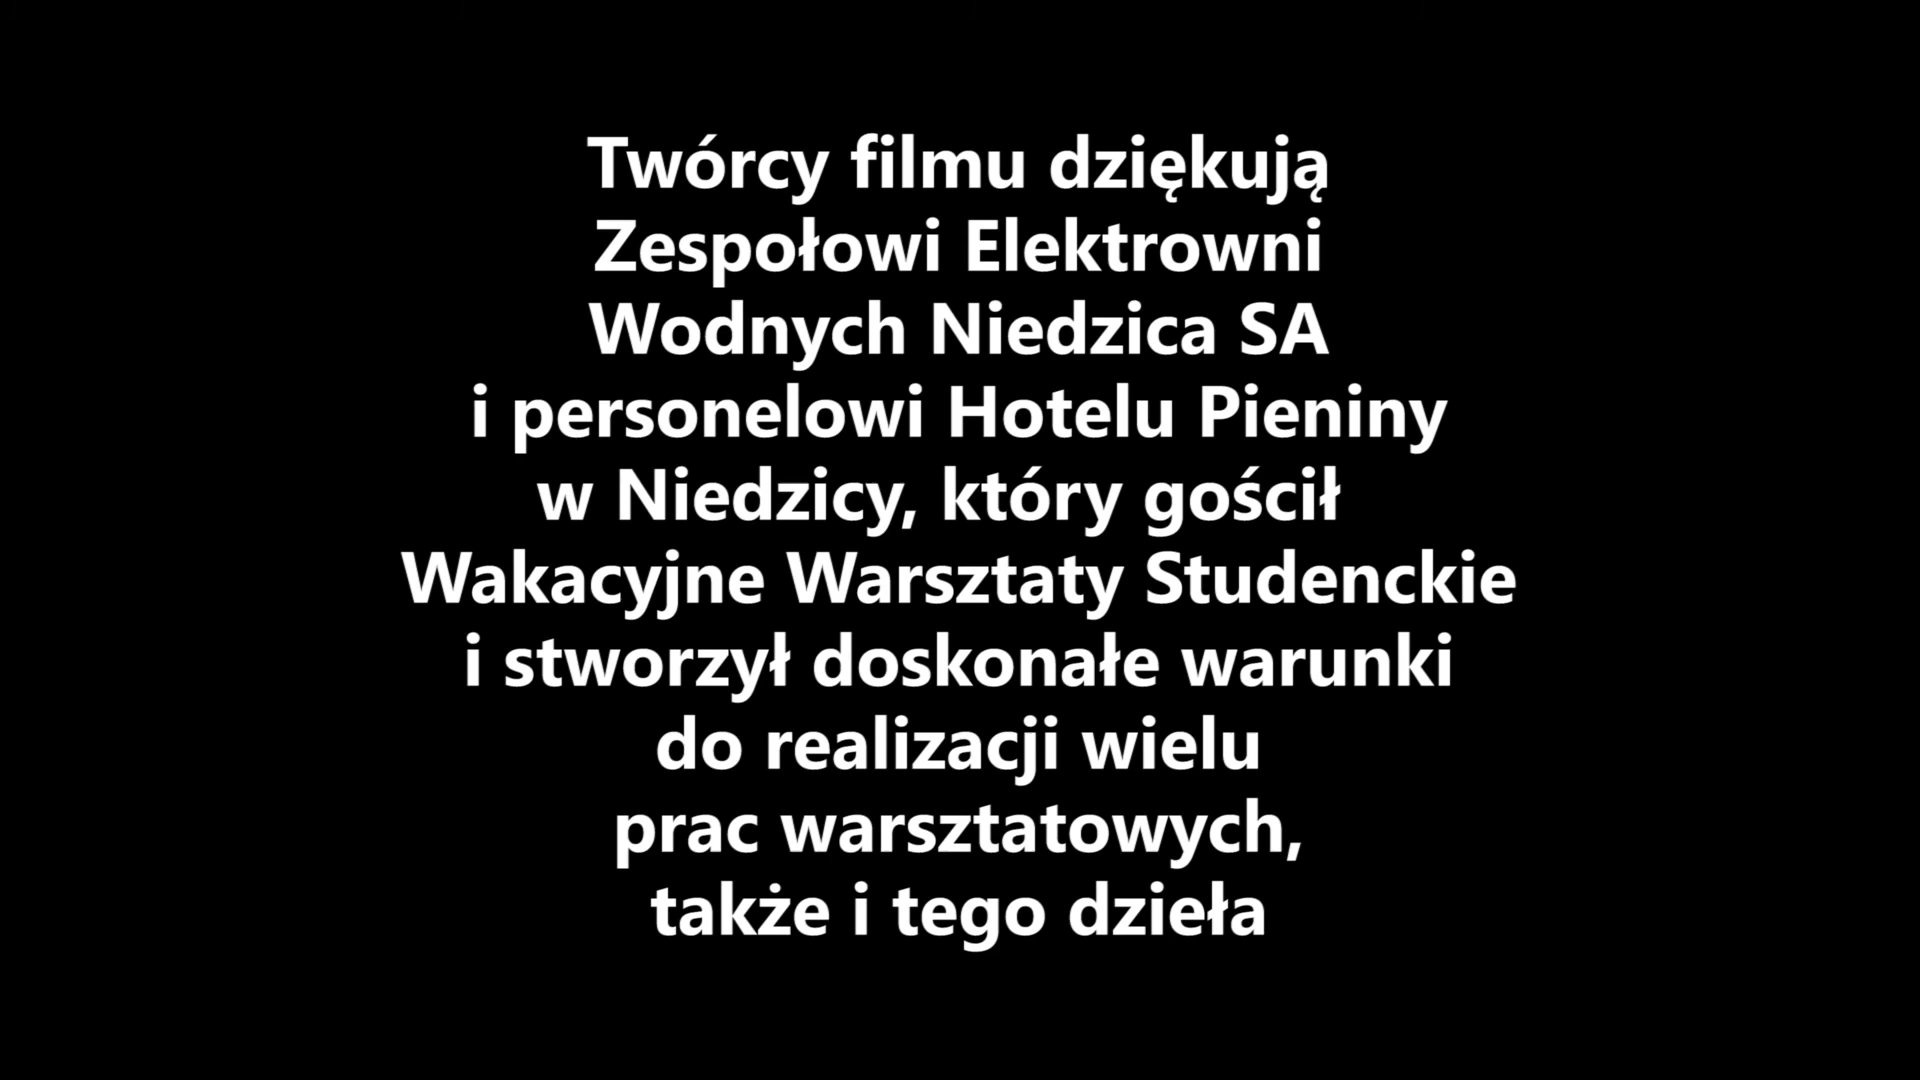 Twórcy filmu dziękują
Zespołowi Elektrowni
Wodnych Niedzica SA
i personelowi Hotelu Pieniny
w Niedzicy, który gościł
Wakacyjne Warsztaty Studenckie
i stworzył doskonałe warunki
do realizacji wielu
prac warsztatowych,
także i tego dzieła